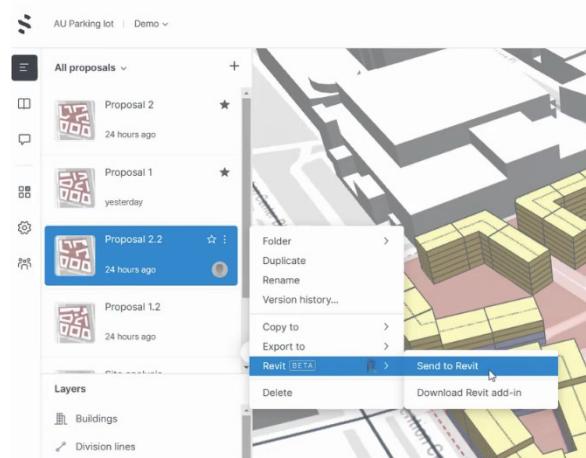 AU Parking lot
Demo
All proposals
+
Proposal 2
24 hours ago
Proposal 1
yesterday
Proposal 2.2
24 hours ago
Proposal 1.2
24 hours ago
Folder
Duplicate
Rename
Version history...
Copy to
Export to
Revit BETA
Delete
Send to Revit
Download Revit add-in
Layers
Buildings
Division lines